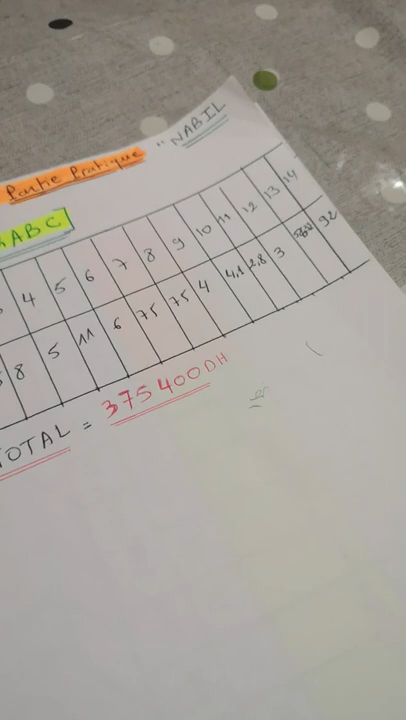 Partie Pratique "NABIL
ABC
4 5 6 7 8 9 10 11 12 13 14
8 5 11 6 75 75 4 4,1 2,8 3 92
TOTAL = 375400DH